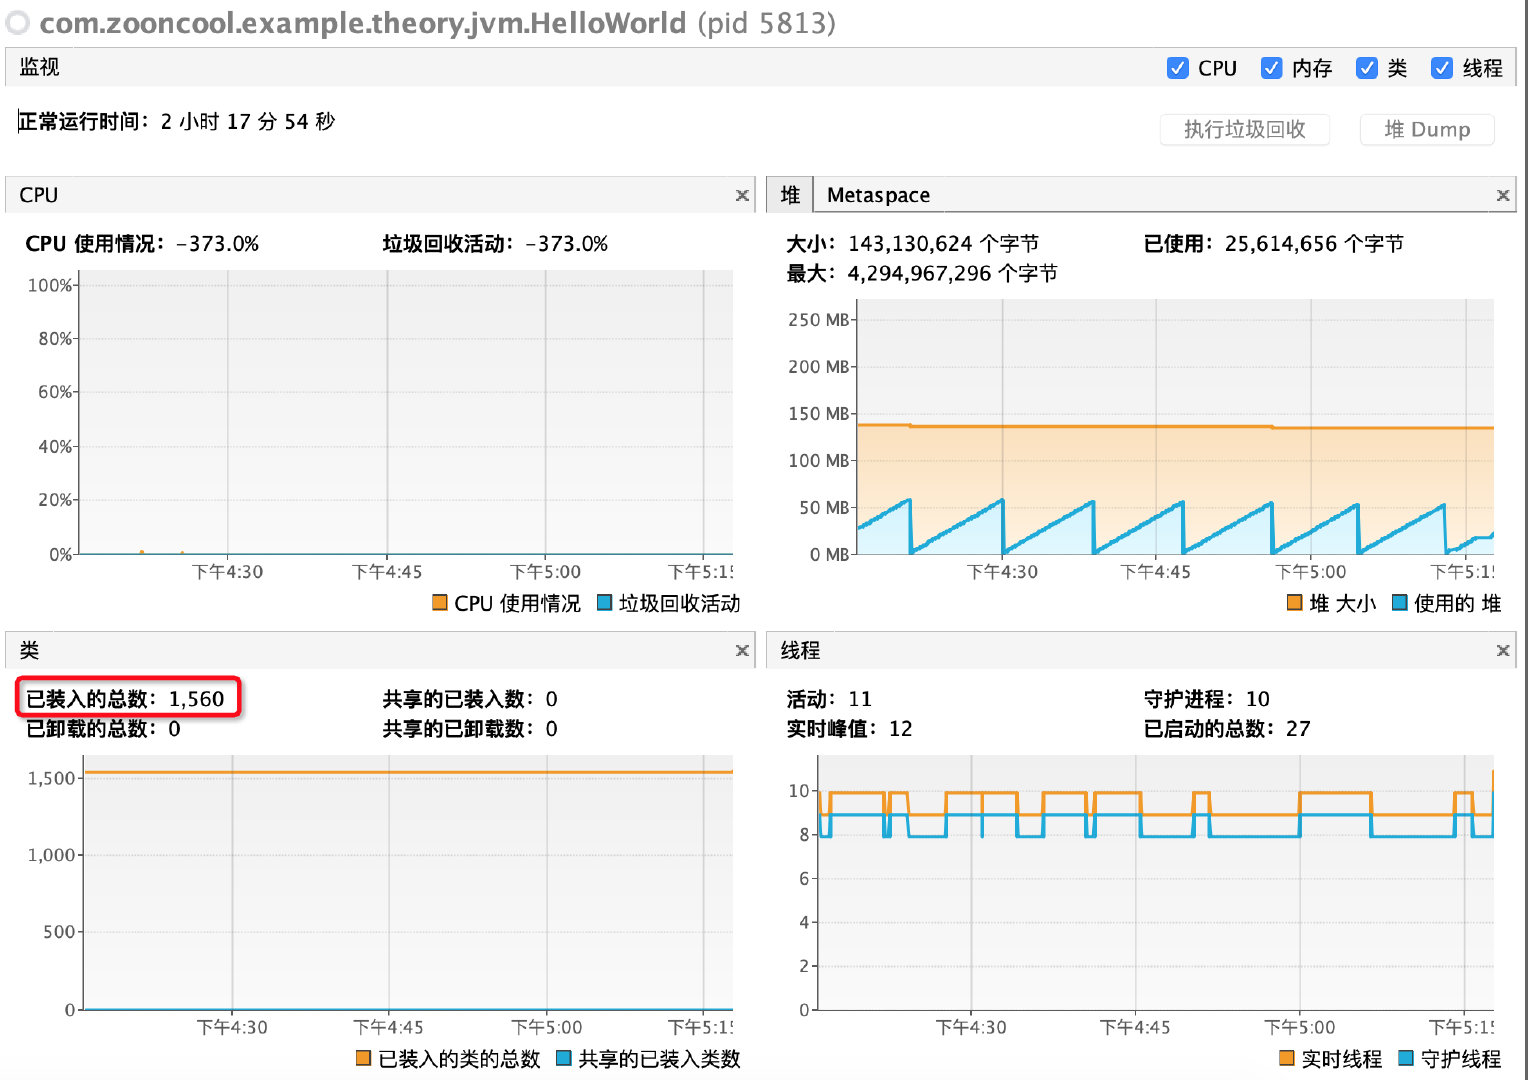 com.zooncool.example.theory.jvm.HelloWorld (pid 5813)
监视
CPU 内存 类 线程
正常运行时间：2 小时 17 分 54 秒
执行垃圾回收 堆 Dump
CPU
CPU 使用情况：-373.0% 垃圾回收活动：-373.0%
100%
80%
60%
40%
20%
0%
下午4:30 下午4:45 下午5:00 下午5:15
CPU 使用情况 垃圾回收活动
堆 Metaspace
大小：143,130,624 个字节 已使用：25,614,656 个字节
最大：4,294,967,296 个字节
250 MB
200 MB
150 MB
100 MB
50 MB
0 MB
下午4:30 下午4:45 下午5:00 下午5:15
堆 大小 使用的 堆
类
已装入的总数：1,560 共享的已装入数：0
已卸载的总数：0 共享的已卸载数：0
1,500
1,000
500
0
下午4:30 下午4:45 下午5:00 下午5:15
已装入的类的总数 共享的已装入类数
线程
活动：11 守护进程：10
实时峰值：12 已启动的总数：27
10
8
6
4
2
0
下午4:30 下午4:45 下午5:00 下午5:15
实时线程 守护线程